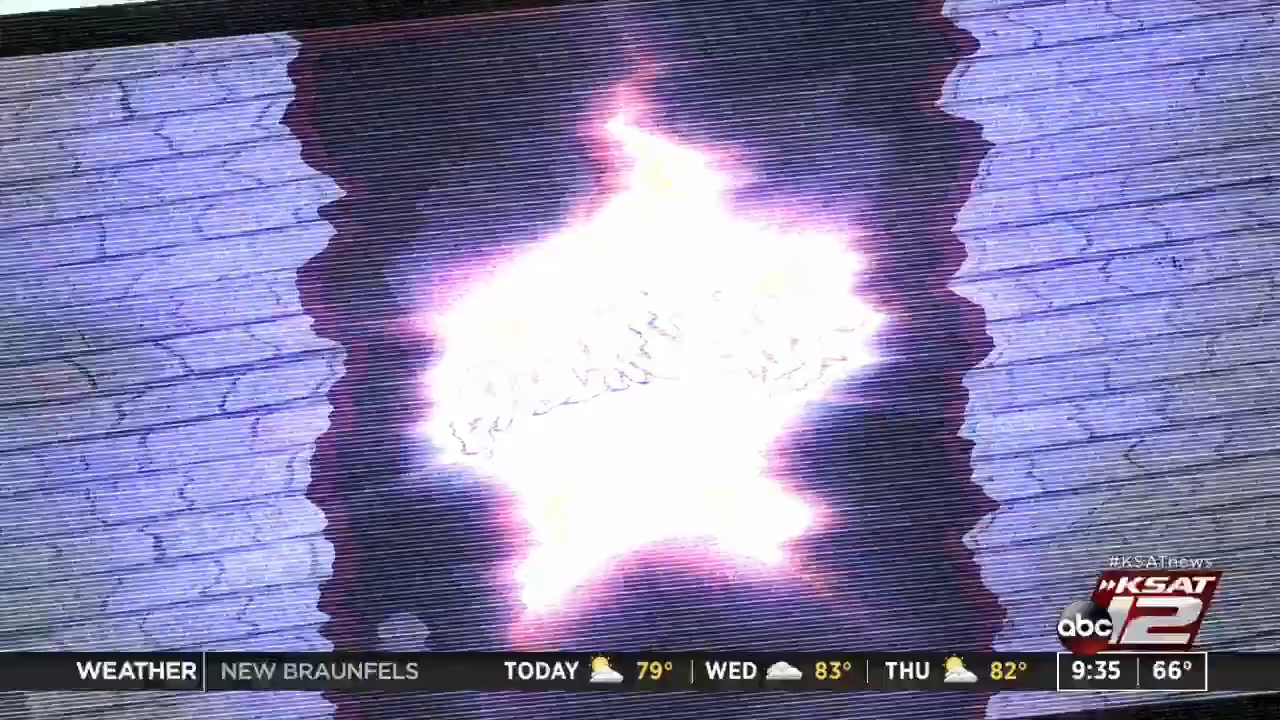 #KSATnews
KSAT
abc 12
WEATHER NEW BRAUNFELS TODAY 79° WED 83° THU 82° 9:35 66°